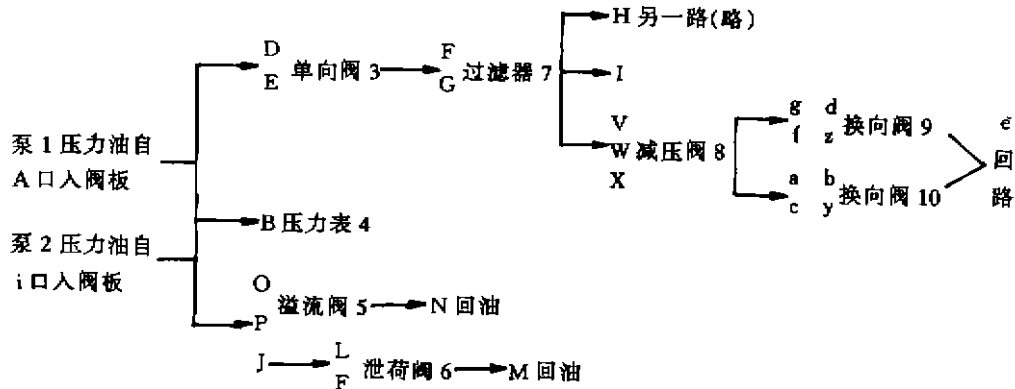 H 另一路(略)
D
E 单向阀 3
F
G 过滤器 7
I
泵 1 压力油自
A 口入阀板
V
W 减压阀 8
X
g d
f z 换向阀 9
a b
c y 换向阀 10
e
回
路
B 压力表 4
泵 2 压力油自
i 口入阀板
O
P 溢流阀 5
N 回油
J
L
F 泄荷阀 6
M 回油